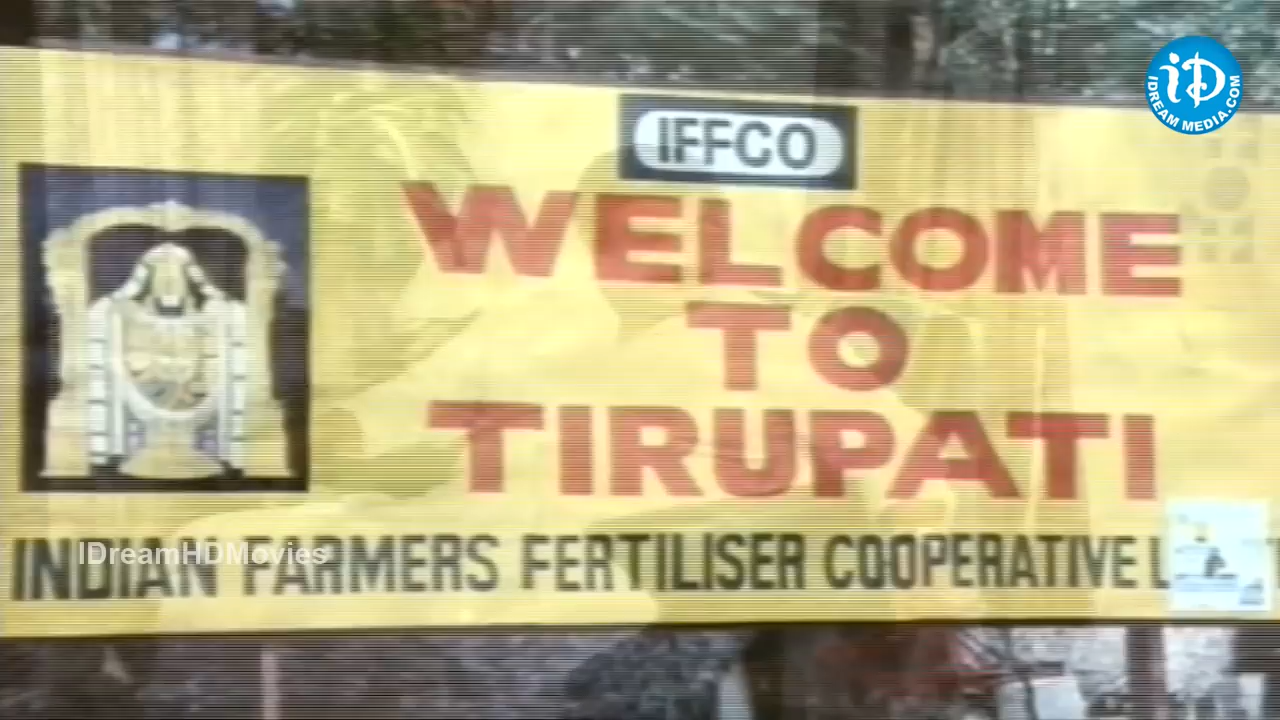 iD
IDREAM MEDIA.COM
IFFCO
WELCOME
TO
TIRUPATI
IDreamHDMovies
INDIAN FARMERS FERTILISER COOPERATIVE